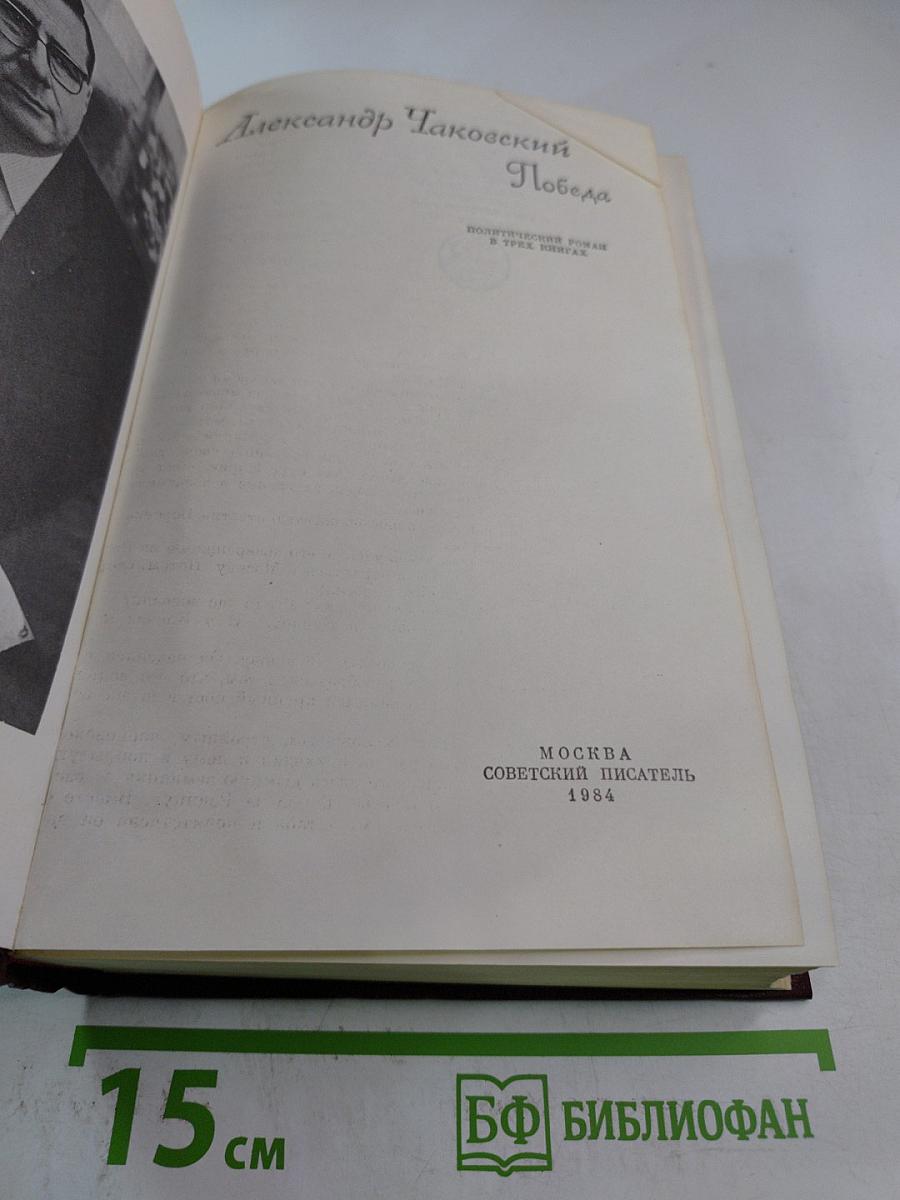 Александр Чаковский
Победа
ПОЛИТИЧЕСКИЙ РОМАН
В ТРЕХ КНИГАХ
МОСКВА
СОВЕТСКИЙ ПИСАТЕЛЬ
1984
15 см
БФ БИБЛИОФАН